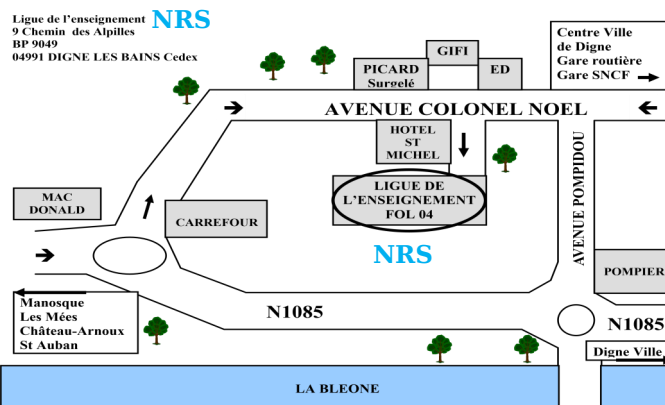 Ligue de l'enseignement NRS
9 Chemin des Alpilles
BP 9049
04991 DIGNE LES BAINS Cedex
GIFI
PICARD
Surgelé
ED
Centre Ville
de Digne
Gare routière
Gare SNCF
AVENUE COLONEL NOEL
HOTEL
ST
MICHEL
AVENUE POMPIDOU
MAC
DONALD
CARREFOUR
LIGUE DE
L'ENSEIGNEMENT
FOL 04
NRS
POMPIER
Manosque
Les Mées
Château-Arnoux
St Auban
N1085
N1085
Digne Ville
LA BLEONE